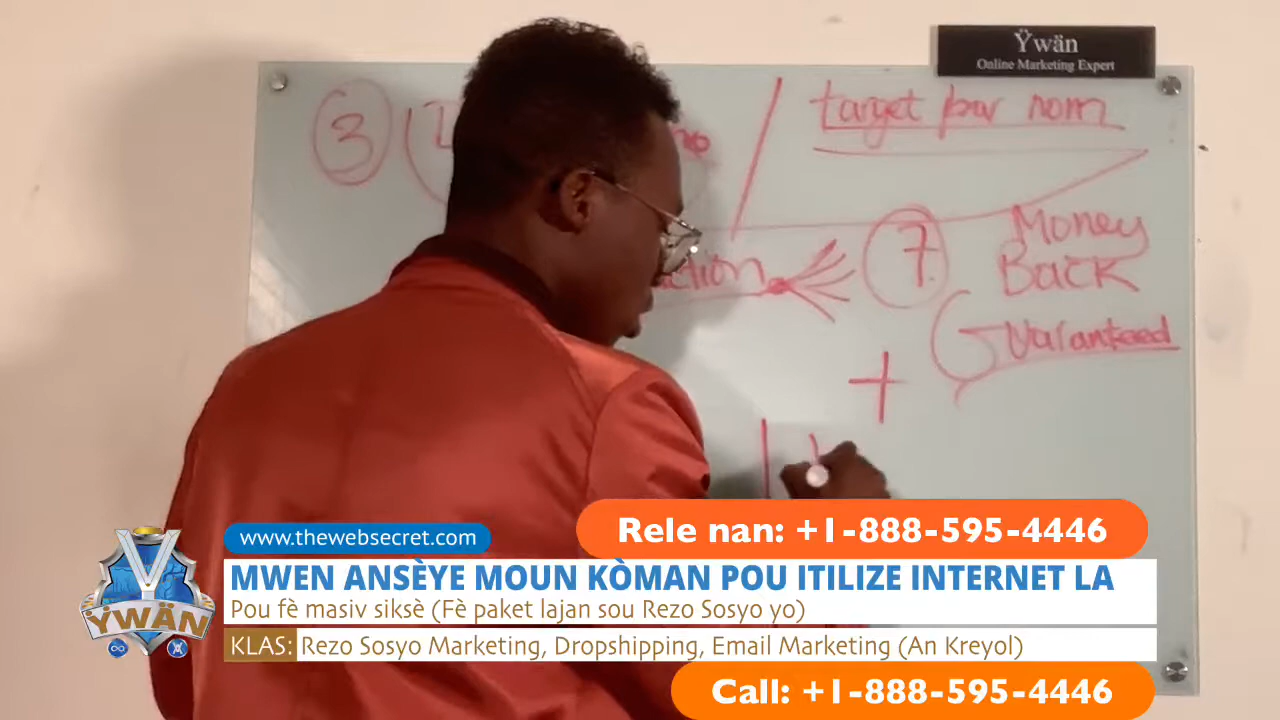 Ÿwän
Online Marketing Expert
3
target par nom
7
Money
Back
Guaranteed
+
Rele nan: +1-888-595-4446
www.thewebsecret.com
MWEN ANSÈYE MOUN KÒMAN POU ITILIZE INTERNET LA
Pou fè masiv siksè (Fè paket lajan sou Rezo Sosyo yo)
KLAS: Rezo Sosyo Marketing, Dropshipping, Email Marketing (An Kreyol)
Call: +1-888-595-4446
Y
ŸWÄN